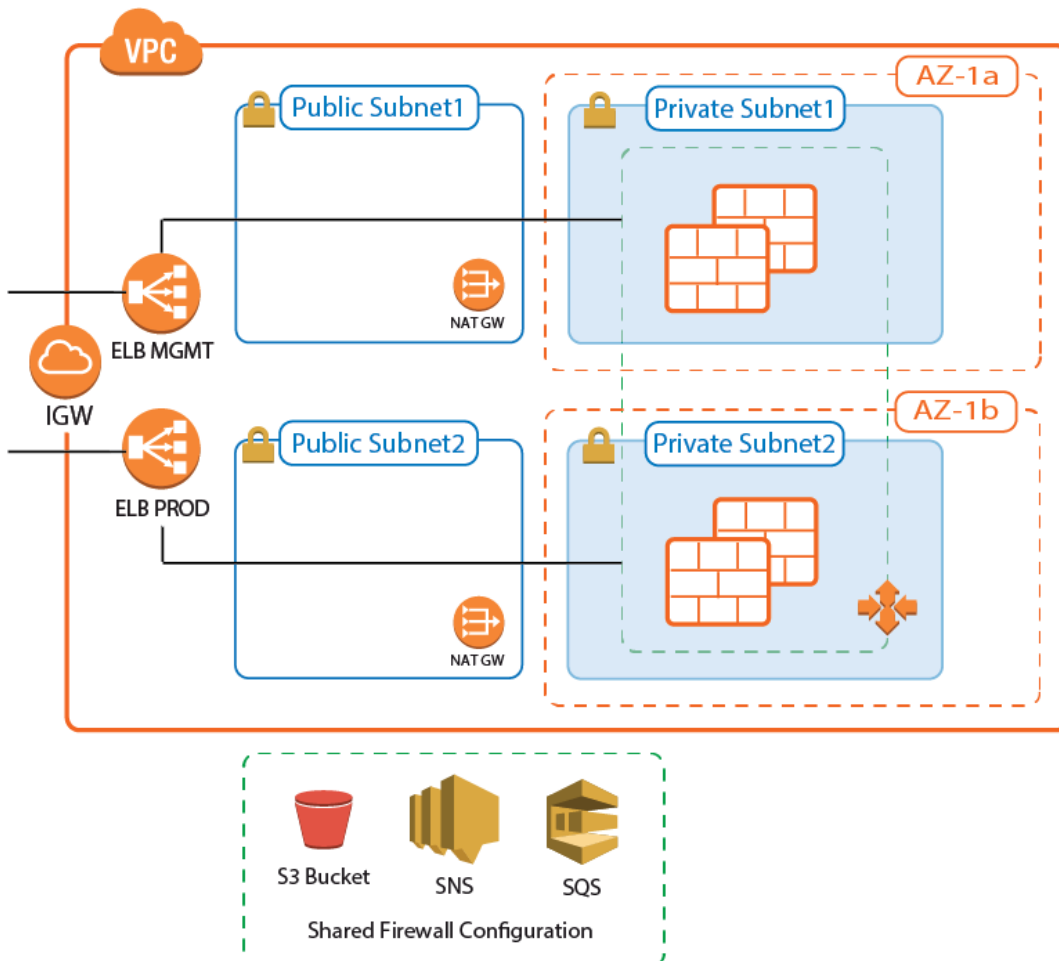 VPC
AZ-1a
Public Subnet1
Private Subnet1
NAT GW
ELB MGMT
IGW
AZ-1b
Public Subnet2
Private Subnet2
ELB PROD
NAT GW
S3 Bucket
SNS
SQS
Shared Firewall Configuration